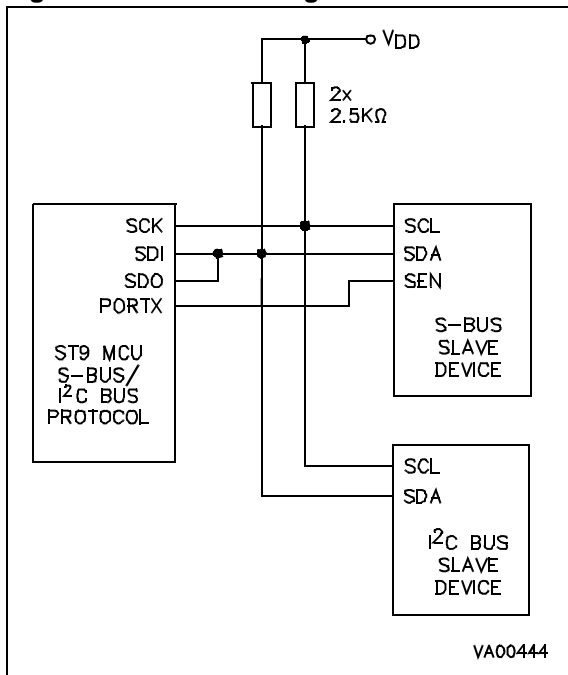 VDD
2x
2.5KΩ
SCK
SDI
SDO
PORTX
ST9 MCU
S-BUS/
I2C BUS
PROTOCOL
SCL
SDA
SEN
S-BUS
SLAVE
DEVICE
SCL
SDA
I2C BUS
SLAVE
DEVICE
VA00444